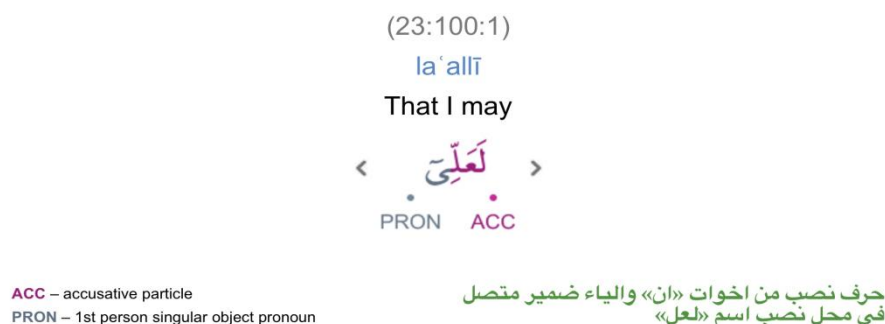 (23:100:1)
laʿallī
That I may
لَعَلِّىٓ
PRON ACC
ACC – accusative particle
PRON – 1st person singular object pronoun
حرف نصب من اخوات «ان» والياء ضمير متصل
في محل نصب اسم «لعل»